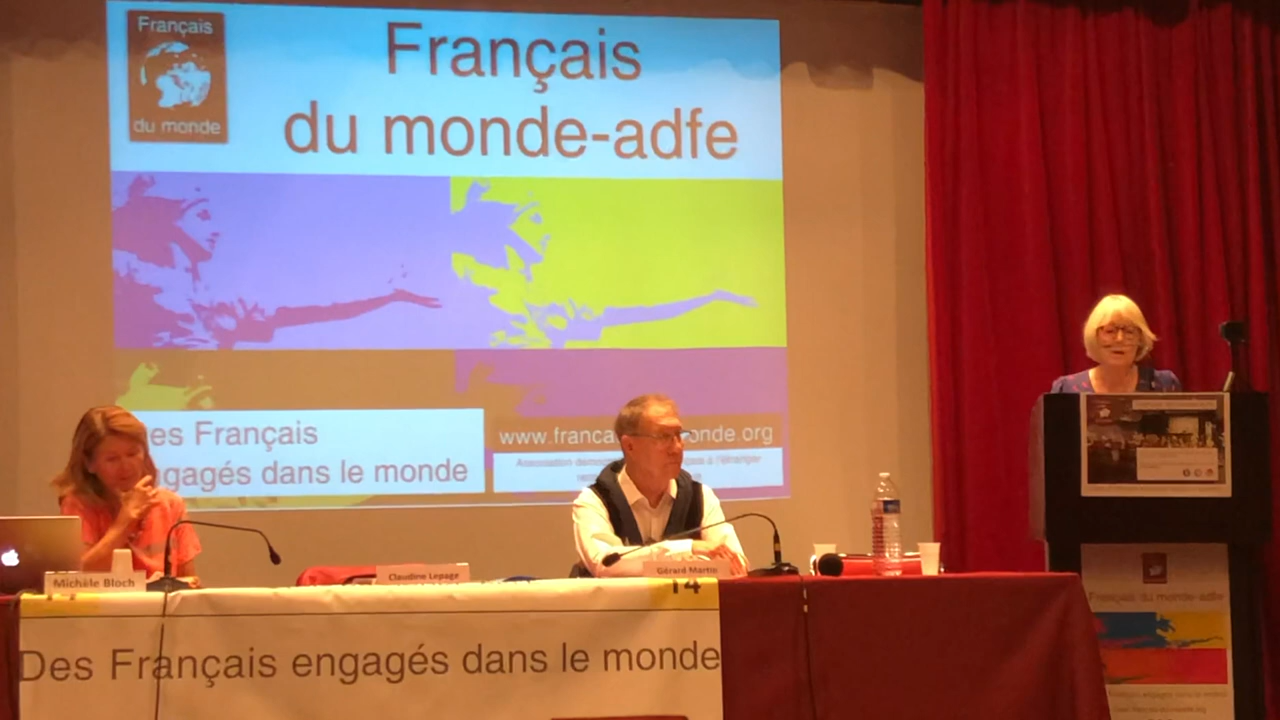 Français
du monde
Français
du monde-adfe
es Français
ngagés dans le monde
www.franca onde.org
Michèle Bloch
Claudine Lepage
Gérard Martin
14
Des Français engagés dans le monde
Français du monde-adfe